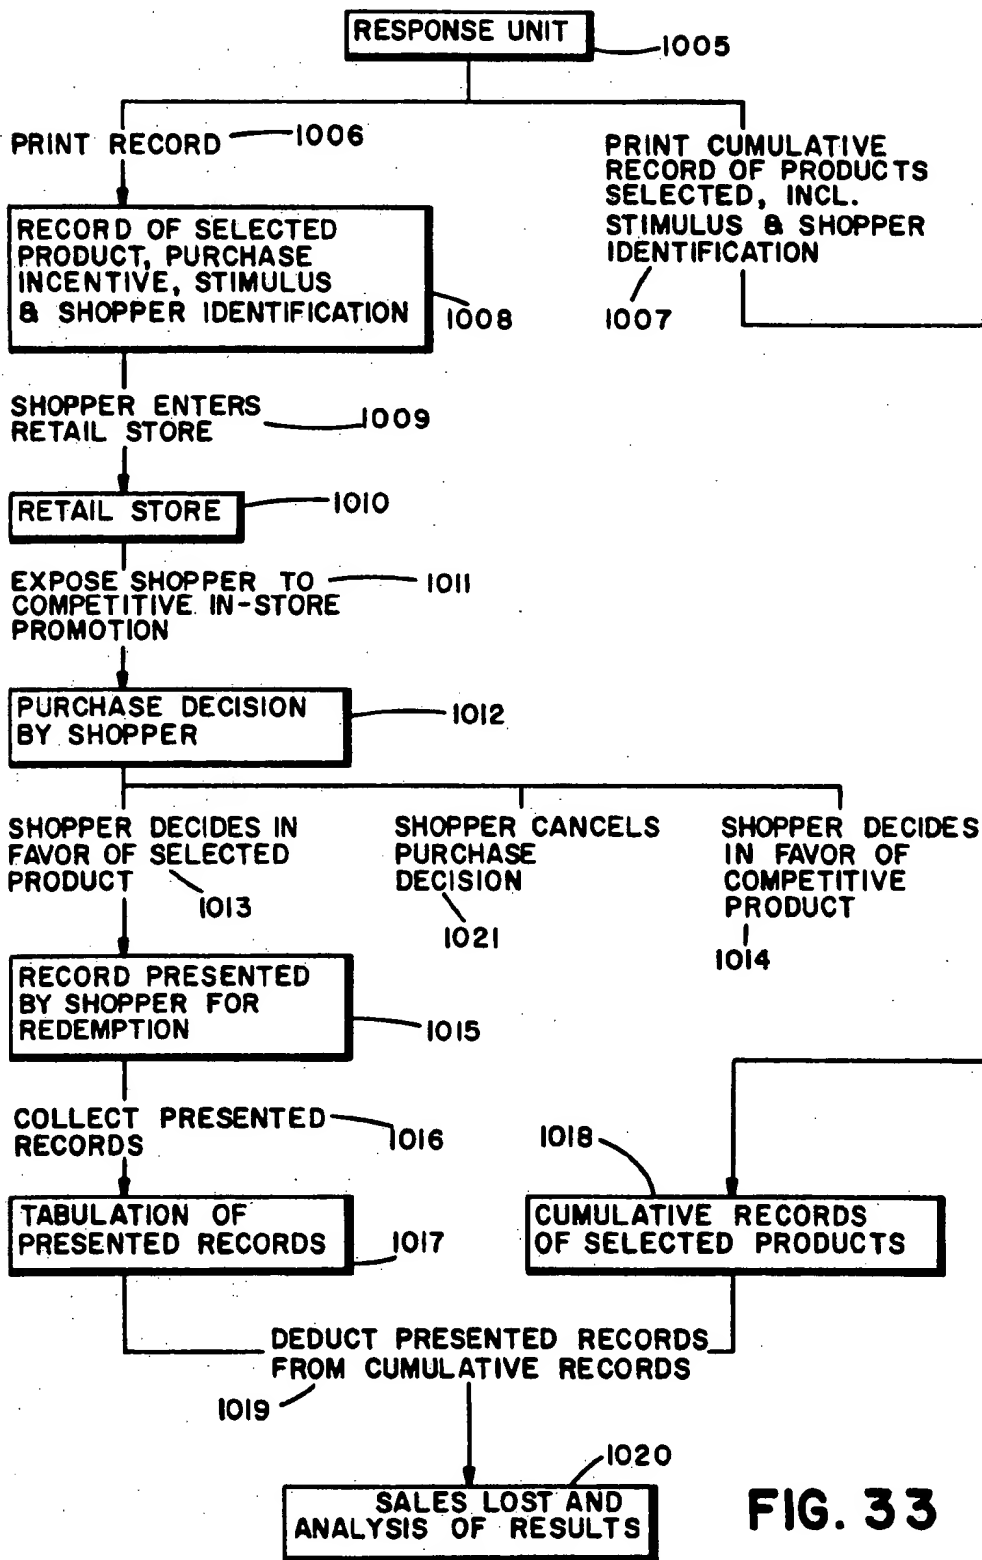 RESPONSE UNIT
1005
PRINT RECORD
1006
PRINT CUMULATIVE
RECORD OF PRODUCTS
SELECTED, INCL.
STIMULUS & SHOPPER
IDENTIFICATION
1007
RECORD OF SELECTED
PRODUCT, PURCHASE
INCENTIVE, STIMULUS
& SHOPPER IDENTIFICATION
1008
SHOPPER ENTERS
RETAIL STORE
1009
RETAIL STORE
1010
EXPOSE SHOPPER TO
COMPETITIVE IN-STORE
PROMOTION
1011
PURCHASE DECISION
BY SHOPPER
1012
SHOPPER DECIDES IN
FAVOR OF SELECTED
PRODUCT
1013
SHOPPER CANCELS
PURCHASE
DECISION
1021
SHOPPER DECIDES
IN FAVOR OF
COMPETITIVE
PRODUCT
1014
RECORD PRESENTED
BY SHOPPER FOR
REDEMPTION
1015
COLLECT PRESENTED
RECORDS
1016
1018
TABULATION OF
PRESENTED RECORDS
1017
CUMULATIVE RECORDS
OF SELECTED PRODUCTS
DEDUCT PRESENTED RECORDS
FROM CUMULATIVE RECORDS
1019
1020
SALES LOST AND
ANALYSIS OF RESULTS
FIG. 33